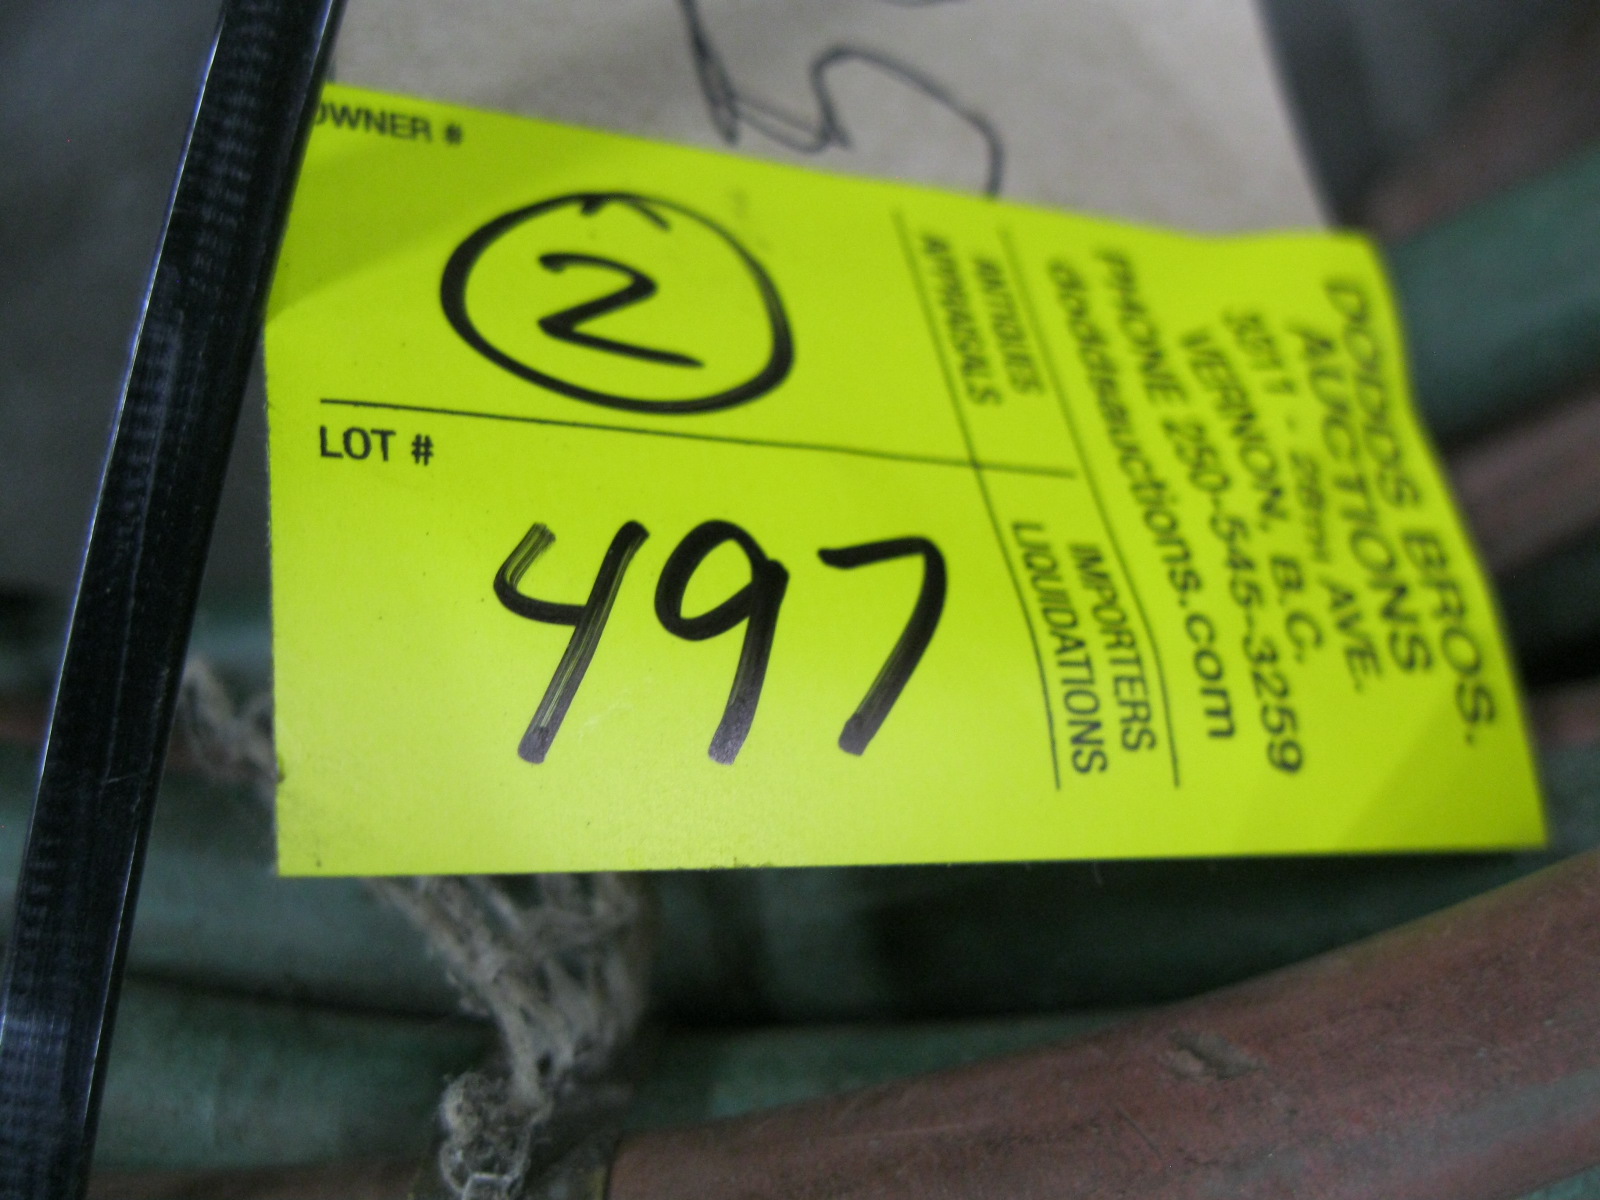 OWNER #
2
LOT #
497
DODDS BROS.
AUCTIONS
3311 - 28TH AVE.
VERNON, B.C.
PHONE 250-545-3259
doddsauctions.com
ANTIQUES
APPRAISALS
IMPORTERS
LIQUIDATIONS